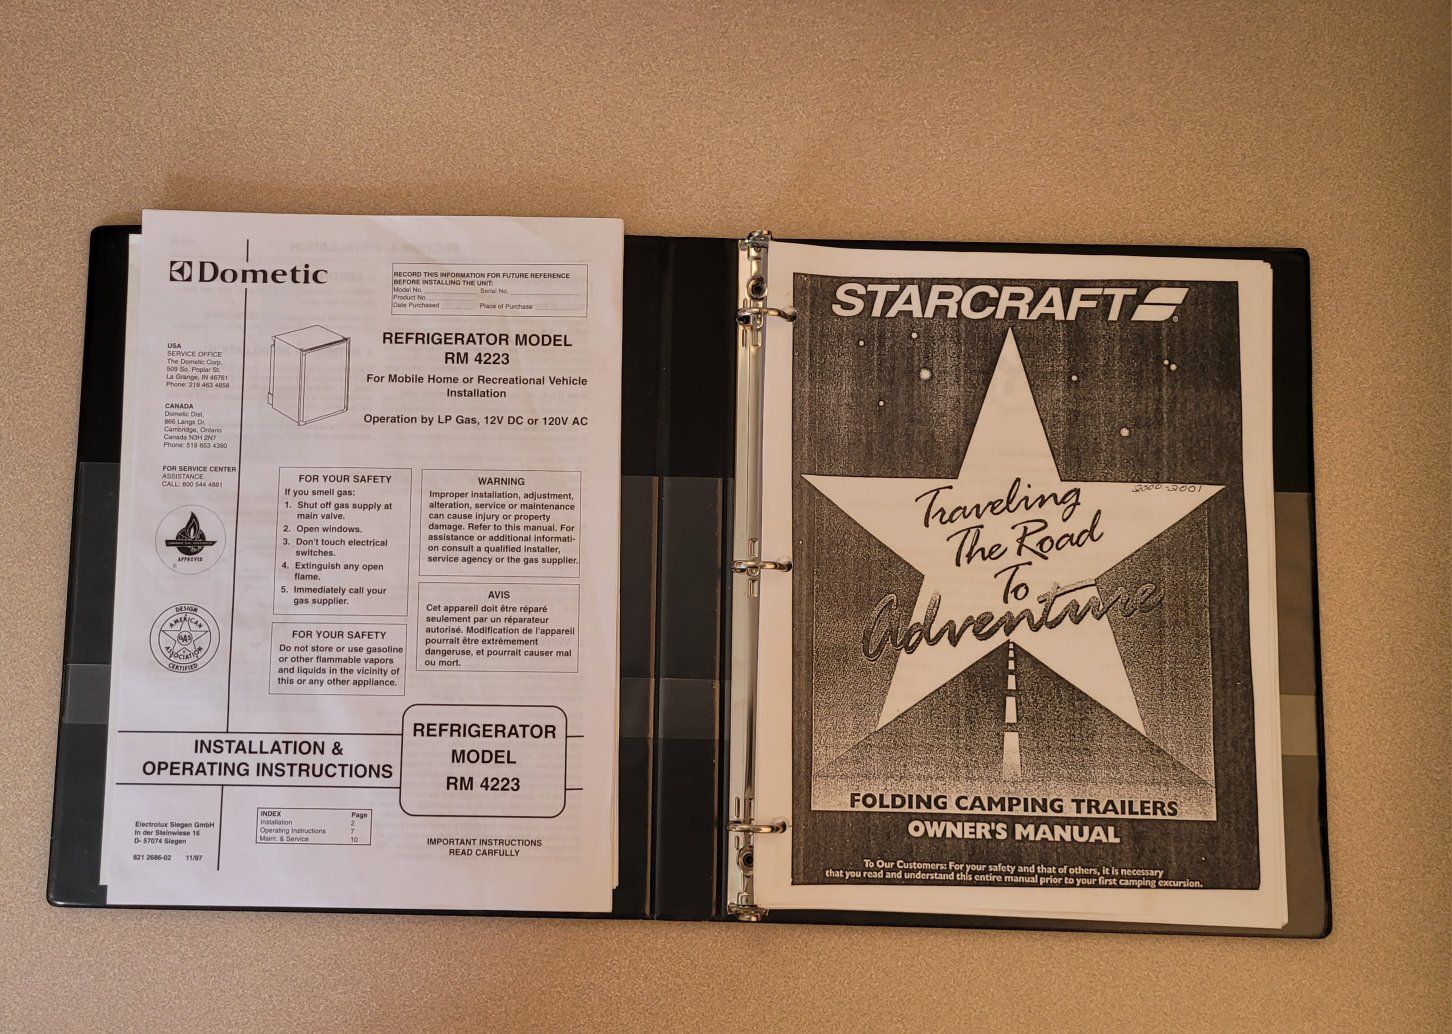 Dometic
RECORD THIS INFORMATION FOR FUTURE REFERENCE
BEFORE INSTALLING THE UNIT:
Model No. Serial No.
Product No.
Date Purchased Place of Purchase
REFRIGERATOR MODEL
RM 4223
For Mobile Home or Recreational Vehicle
Installation
Operation by LP Gas, 12V DC or 120V AC
USA
SERVICE OFFICE
The Dometic Corp.
509 So. Poplar St.
La Grange, IN 46761
Phone: 219 463 4858
CANADA
Dometic Dist.
866 Langs Dr.
Cambridge, Ontario
Canada N3H 2N7
Phone: 519 653 4390
FOR SERVICE CENTER
ASSISTANCE
CALL: 800 544 4881
APPROVED
DESIGN
AMERICAN
GAS
ASSOCIATION
CERTIFIED
FOR YOUR SAFETY
If you smell gas:
1. Shut off gas supply at
main valve.
2. Open windows.
3. Don't touch electrical
switches.
4. Extinguish any open
flame.
5. Immediately call your
gas supplier.
FOR YOUR SAFETY
Do not store or use gasoline
or other flammable vapors
and liquids in the vicinity of
this or any other appliance.
WARNING
Improper installation, adjustment,
alteration, service or maintenance
can cause injury or property
damage. Refer to this manual. For
assistance or additional informati-
on consult a qualified installer,
service agency or the gas supplier.
AVIS
Cet appareil doit être réparé
seulement par un réparateur
autorisé. Modification de l'appareil
pourrait être extrèmement
dangeruse, et pourrait causer mal
ou mort.
INSTALLATION &
OPERATING INSTRUCTIONS
REFRIGERATOR
MODEL
RM 4223
INDEX Page
Installation 2
Operating Instructions 7
Maint. & Service 10
Electrolux Siegen GmbH
In der Steinwiese 16
D- 57074 Siegen
821 2686-02 11/97
IMPORTANT INSTRUCTIONS
READ CARFULLY
STARCRAFT
2000-2001
Traveling
The Road
To
Adventure
FOLDING CAMPING TRAILERS
OWNER'S MANUAL
To Our Customers: For your safety and that of others, it is necessary
that you read and understand this entire manual prior to your first camping excursion.